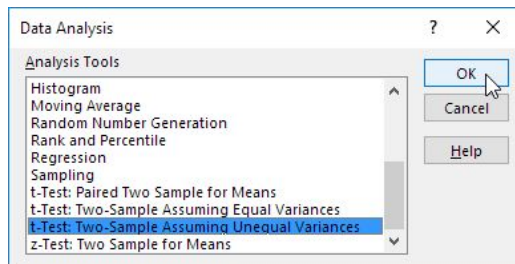 Data Analysis ? X
Analysis Tools
Histogram
Moving Average
Random Number Generation
Rank and Percentile
Regression
Sampling
t-Test: Paired Two Sample for Means
t-Test: Two-Sample Assuming Equal Variances
t-Test: Two-Sample Assuming Unequal Variances
z-Test: Two Sample for Means
OK
Cancel
Help